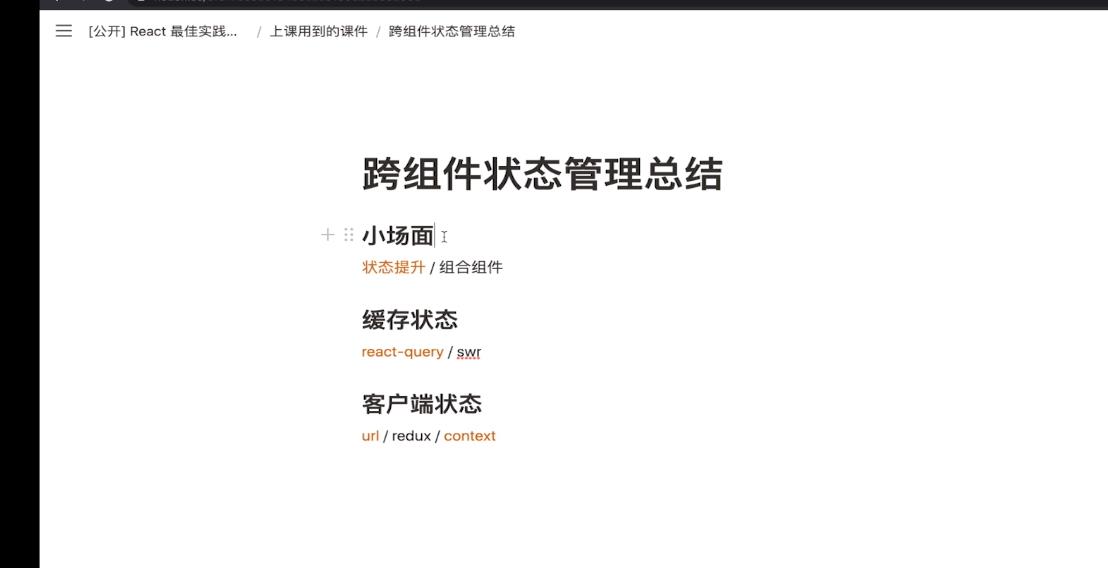 [公开] React 最佳实践... / 上课用到的课件 / 跨组件状态管理总结
跨组件状态管理总结
小场面
状态提升 / 组合组件
缓存状态
react-query / swr
客户端状态
url / redux / context